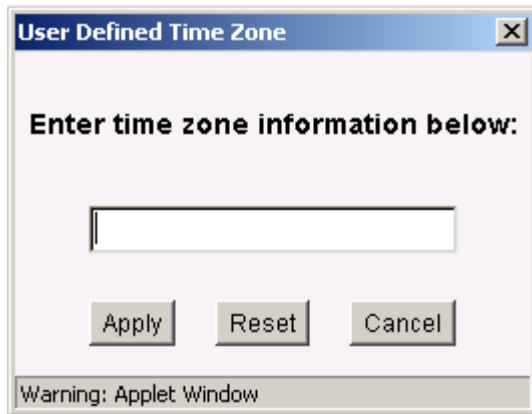 User Defined Time Zone
Enter time zone information below:
Apply Reset Cancel
Warning: Applet Window